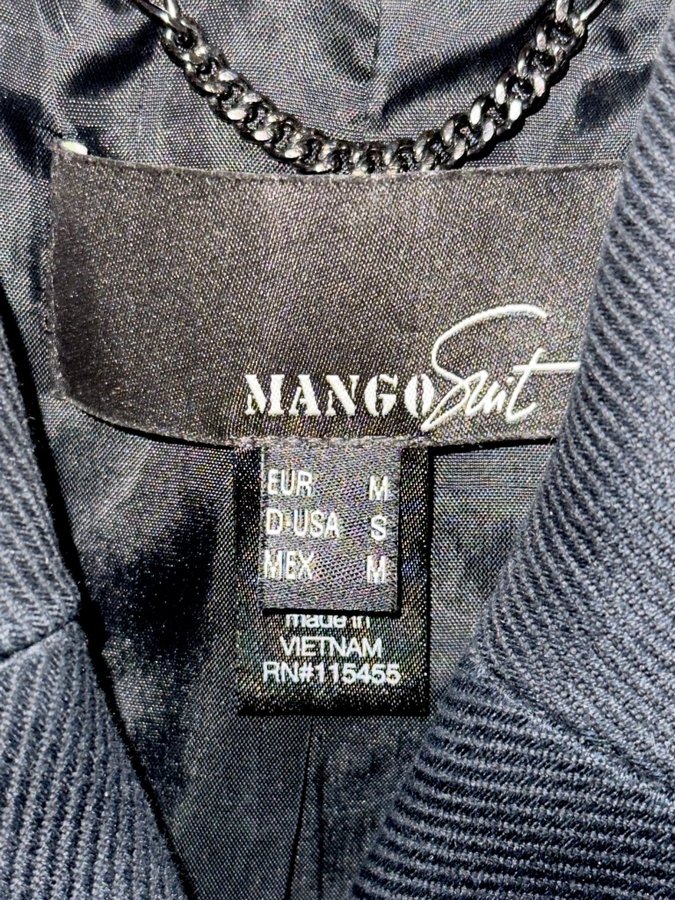 MANGO Suit
EUR M
D-USA S
MEX M
made in
VIETNAM
RN#115455